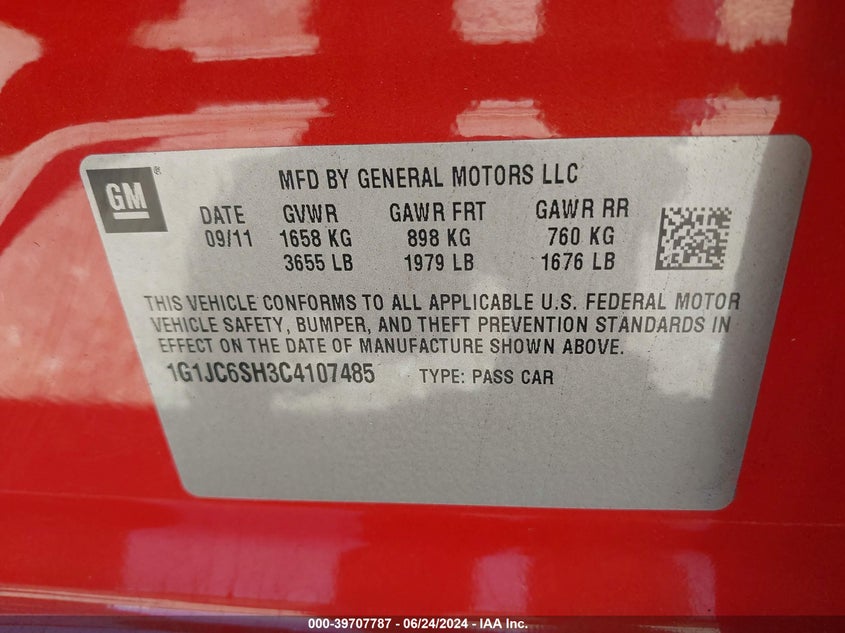 GM
MFD BY GENERAL MOTORS LLC
DATE GVWR GAWR FRT GAWR RR
09/11 1658 KG 898 KG 760 KG
3655 LB 1979 LB 1676 LB
THIS VEHICLE CONFORMS TO ALL APPLICABLE U.S. FEDERAL MOTOR
VEHICLE SAFETY, BUMPER, AND THEFT PREVENTION STANDARDS IN
EFFECT ON THE DATE OF MANUFACTURE SHOWN ABOVE.
1G1JC6SH3C4107485 TYPE: PASS CAR
000-39707787 - 06/24/2024 - IAA Inc.